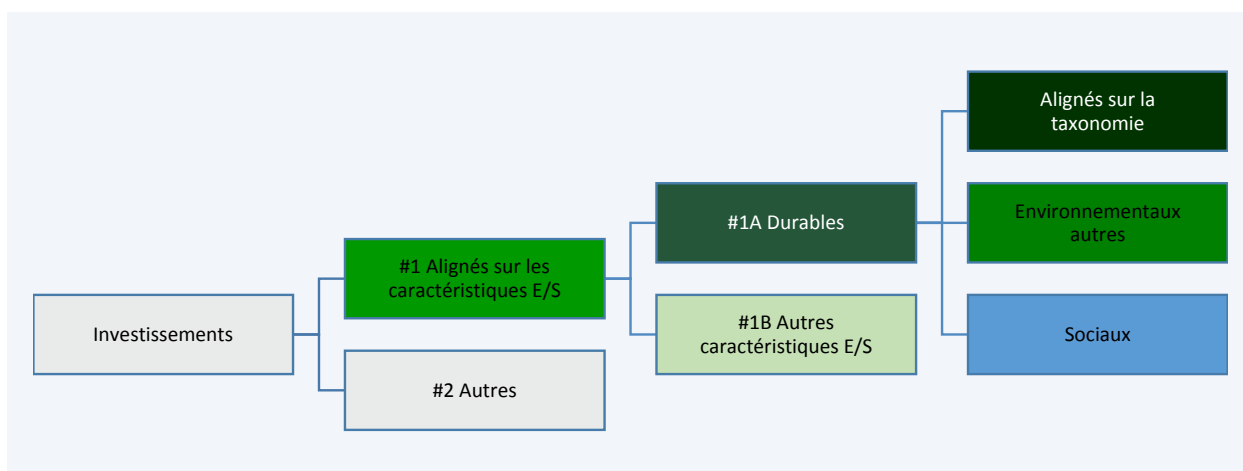 Investissements
#1 Alignés sur les
caractéristiques E/S
#2 Autres
#1A Durables
#1B Autres
caractéristiques E/S
Alignés sur la
taxonomie
Environnementaux
autres
Sociaux